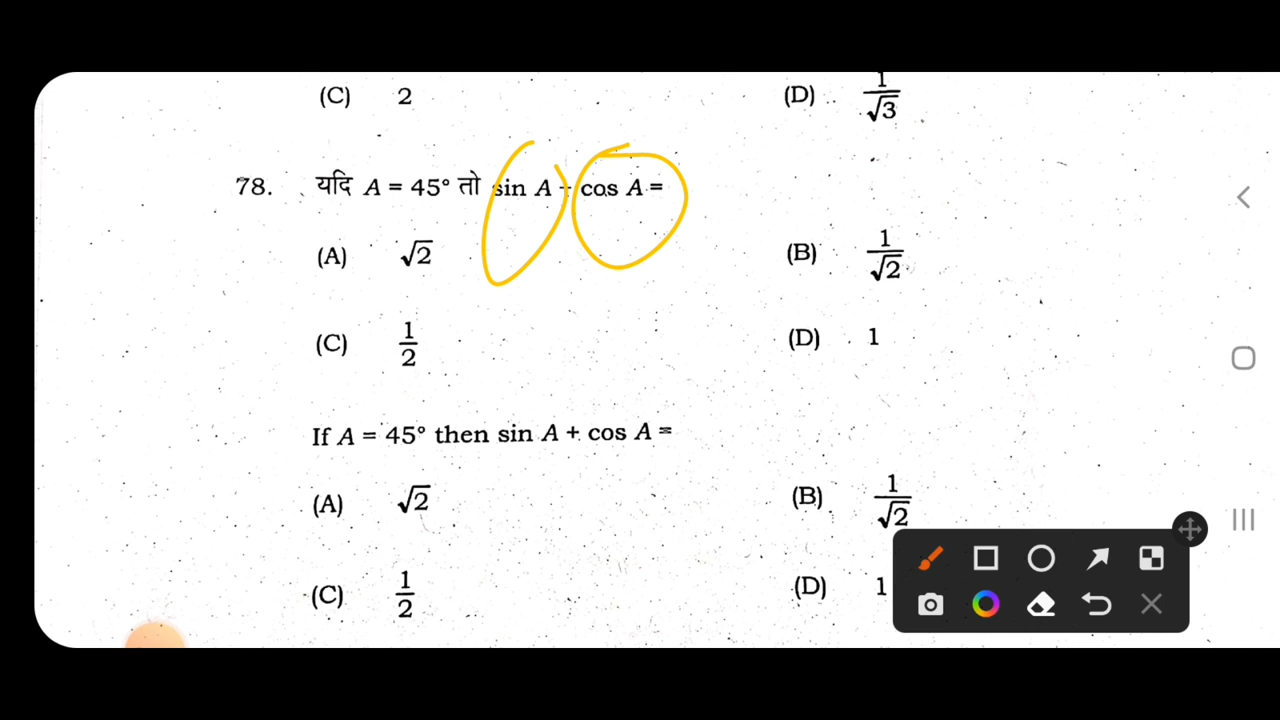 (C) 2 (D) 1/√3
78. यदि A = 45° तो sin A + cos A =
(A) √2 (B) 1/√2
(C) 1/2 (D) 1
If A = 45° then sin A + cos A =
(A) √2 (B) 1/√2
(C) 1/2 (D) 1